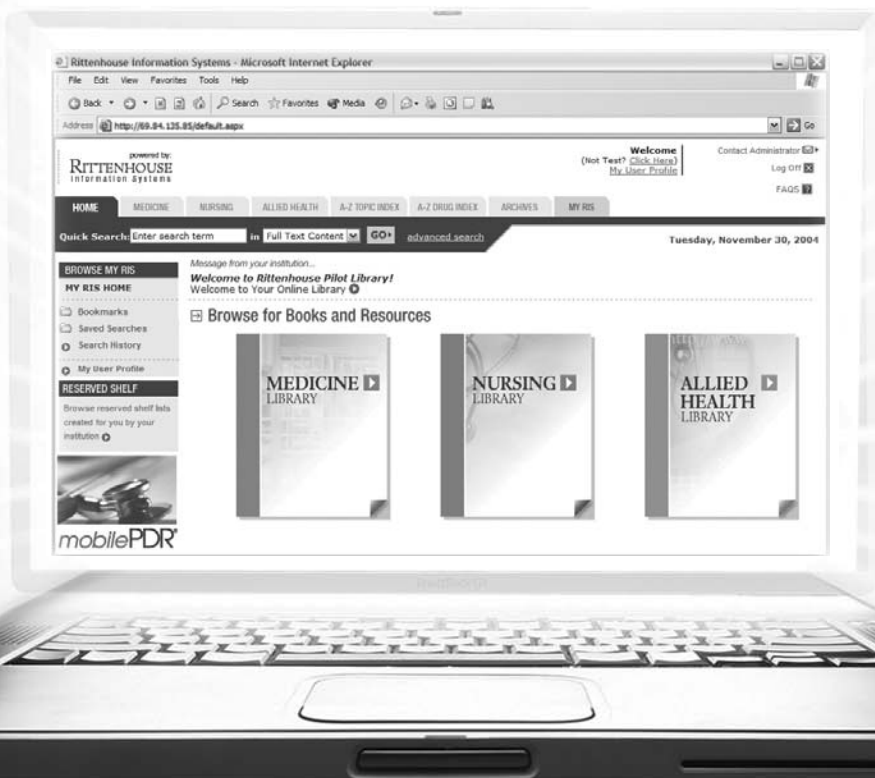 Rittenhouse Information Systems - Microsoft Internet Explorer
File Edit View Favorites Tools Help
Back Search Favorites Media
Address http://69.84.135.85/default.aspx Go
powered by:
RITTENHOUSE
Information Systems
Welcome
(Not Test? Click Here)
My User Profile
Contact Administrator
Log Off
FAQS
HOME MEDICINE NURSING ALLIED HEALTH A-Z TOPIC INDEX A-Z DRUG INDEX ARCHIVES MY RIS
Quick Search: Enter search term in Full Text Content GO advanced search
Tuesday, November 30, 2004
BROWSE MY RIS
MY RIS HOME
Bookmarks
Saved Searches
Search History
My User Profile
RESERVED SHELF
Browse reserved shelf lists
created for you by your
institution
mobilePDR
Message from your institution...
Welcome to Rittenhouse Pilot Library!
Welcome to Your Online Library
Browse for Books and Resources
MEDICINE
LIBRARY
NURSING
LIBRARY
ALLIED
HEALTH
LIBRARY